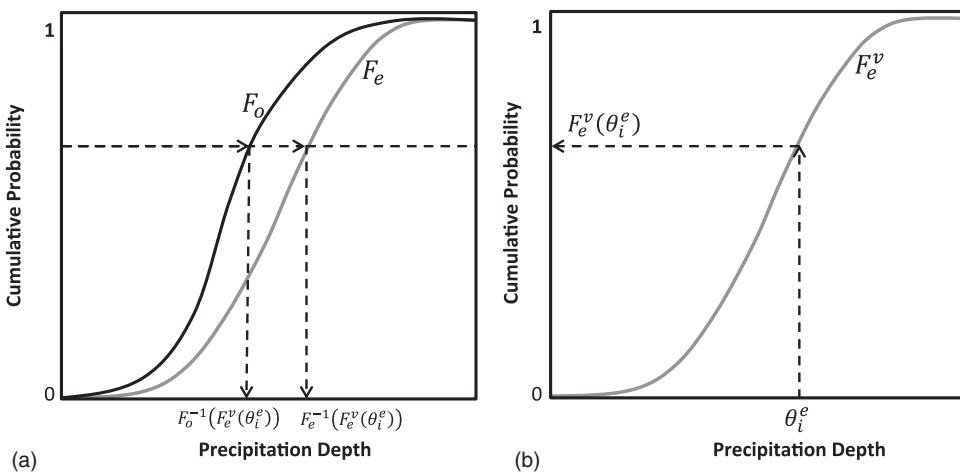 1
F_o
F_e
Cumulative Probability
0
F_o^{-1}(F_e^v(θ_i^e))
F_e^{-1}(F_e^v(θ_i^e))
Precipitation Depth
(a)
1
F_e^v
F_e^v(θ_i^e)
Cumulative Probability
0
θ_i^e
Precipitation Depth
(b)